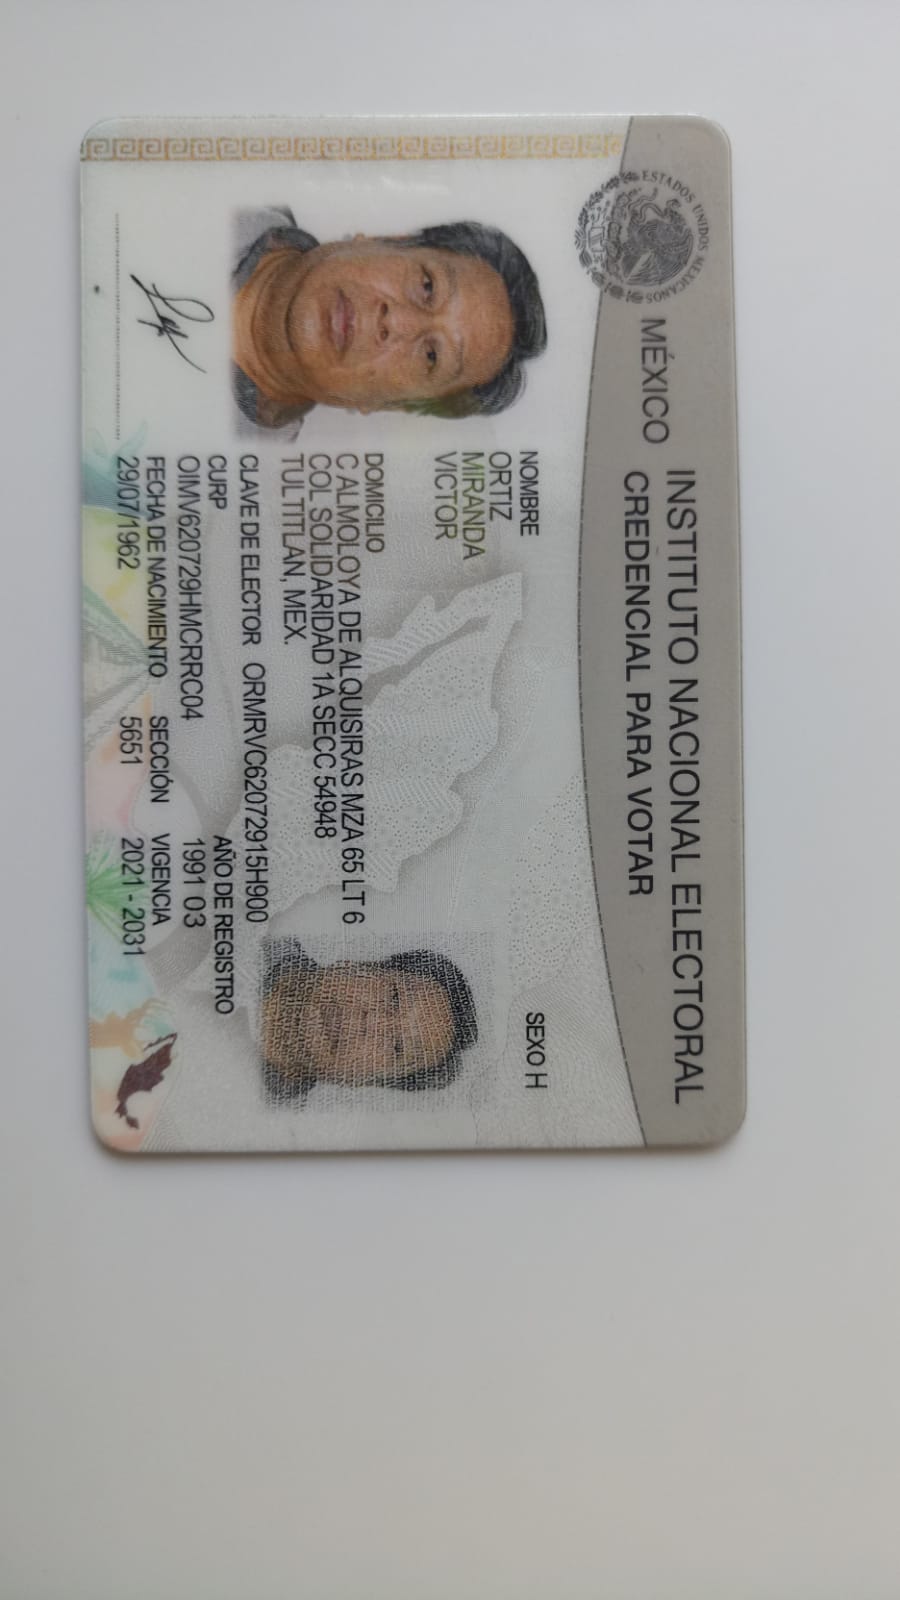 ESTADOS UNIDOS MEXICANOS
MÉXICO
INSTITUTO NACIONAL ELECTORAL
CREDENCIAL PARA VOTAR
NOMBRE
ORTIZ
MIRANDA
VICTOR
SEXO H
DOMICILIO
C ALMOLOYA DE ALQUISIRAS MZA 65 LT 6
COL SOLIDARIDAD 1A SECC 54948
TULTITLAN, MEX.
CLAVE DE ELECTOR ORMRVC62072915H900
CURP
OIMV620729HMCRRC04
AÑO DE REGISTRO
1991 03
FECHA DE NACIMIENTO
29/07/1962
SECCIÓN
5651
VIGENCIA
2021 - 2031